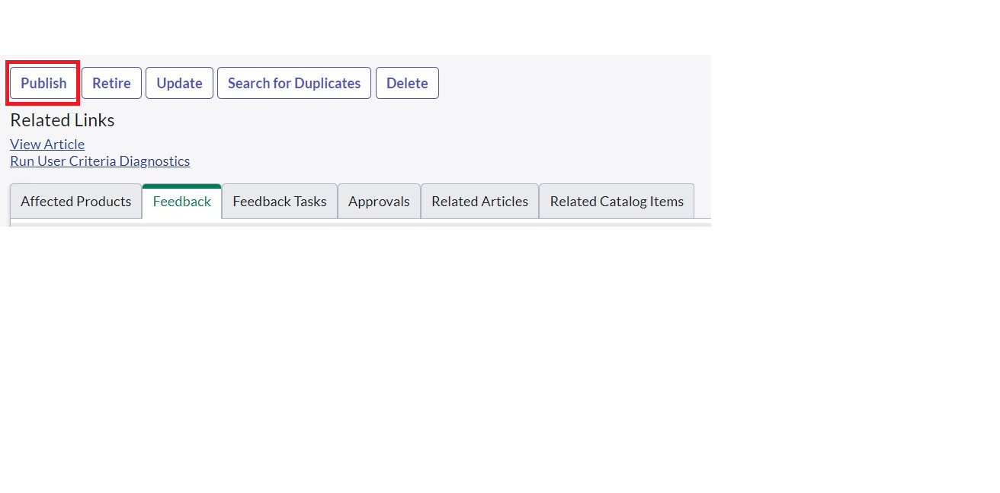 Publish Retire Update Search for Duplicates Delete
Related Links
View Article
Run User Criteria Diagnostics
Affected Products Feedback Feedback Tasks Approvals Related Articles Related Catalog Items